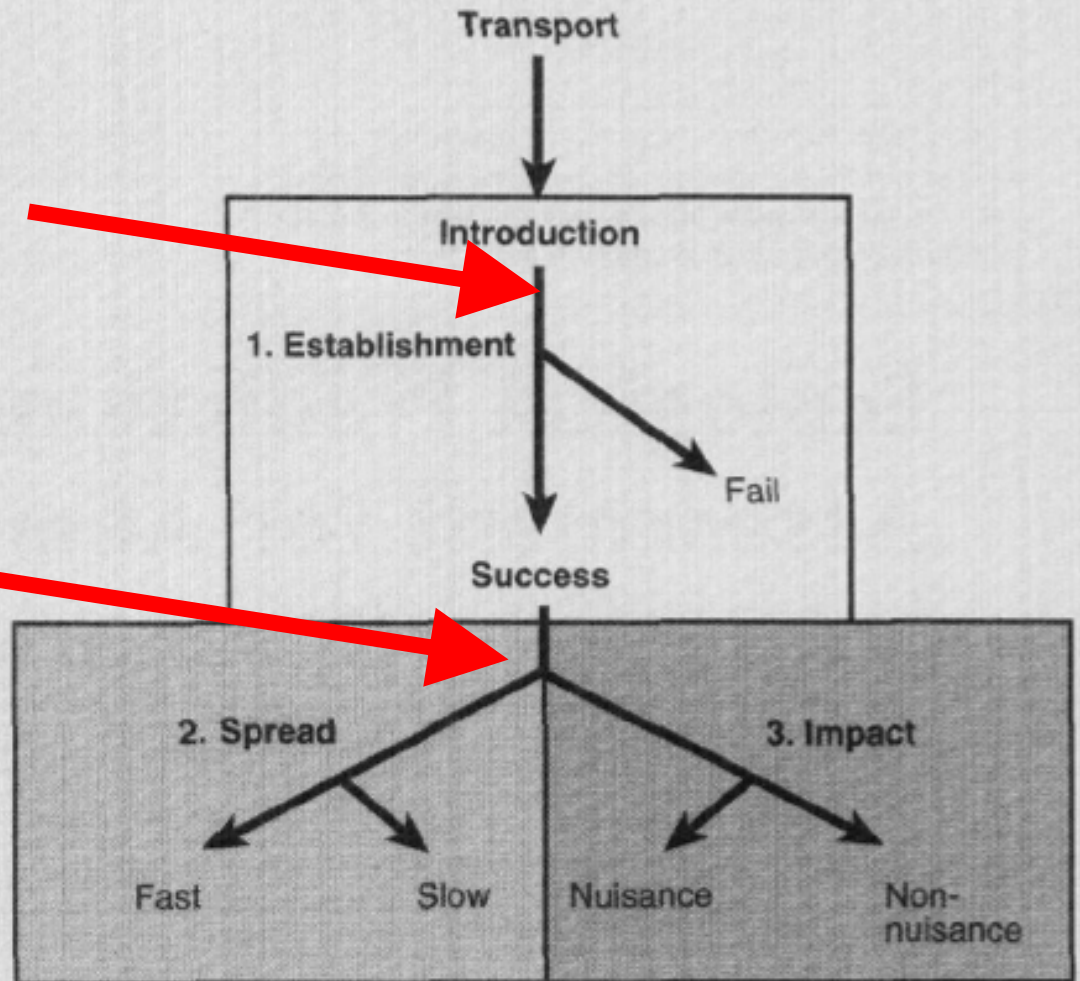 Transport
Introduction
1. Establishment
Fail
Success
2. Spread
3. Impact
Fast
Slow
Nuisance
Non-
nuisance